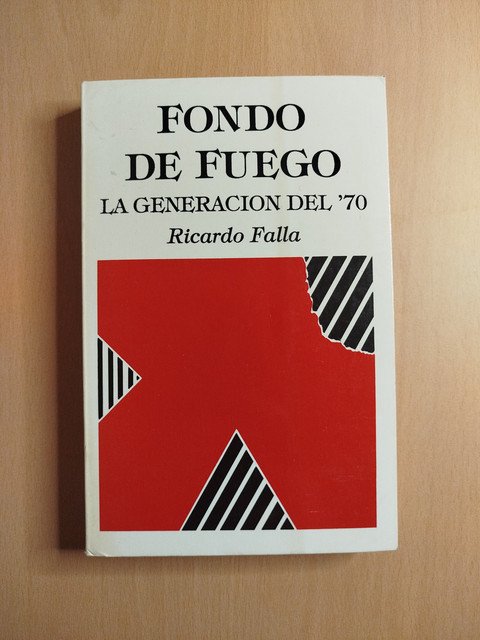 FONDO
DE FUEGO
LA GENERACION DEL '70
Ricardo Falla